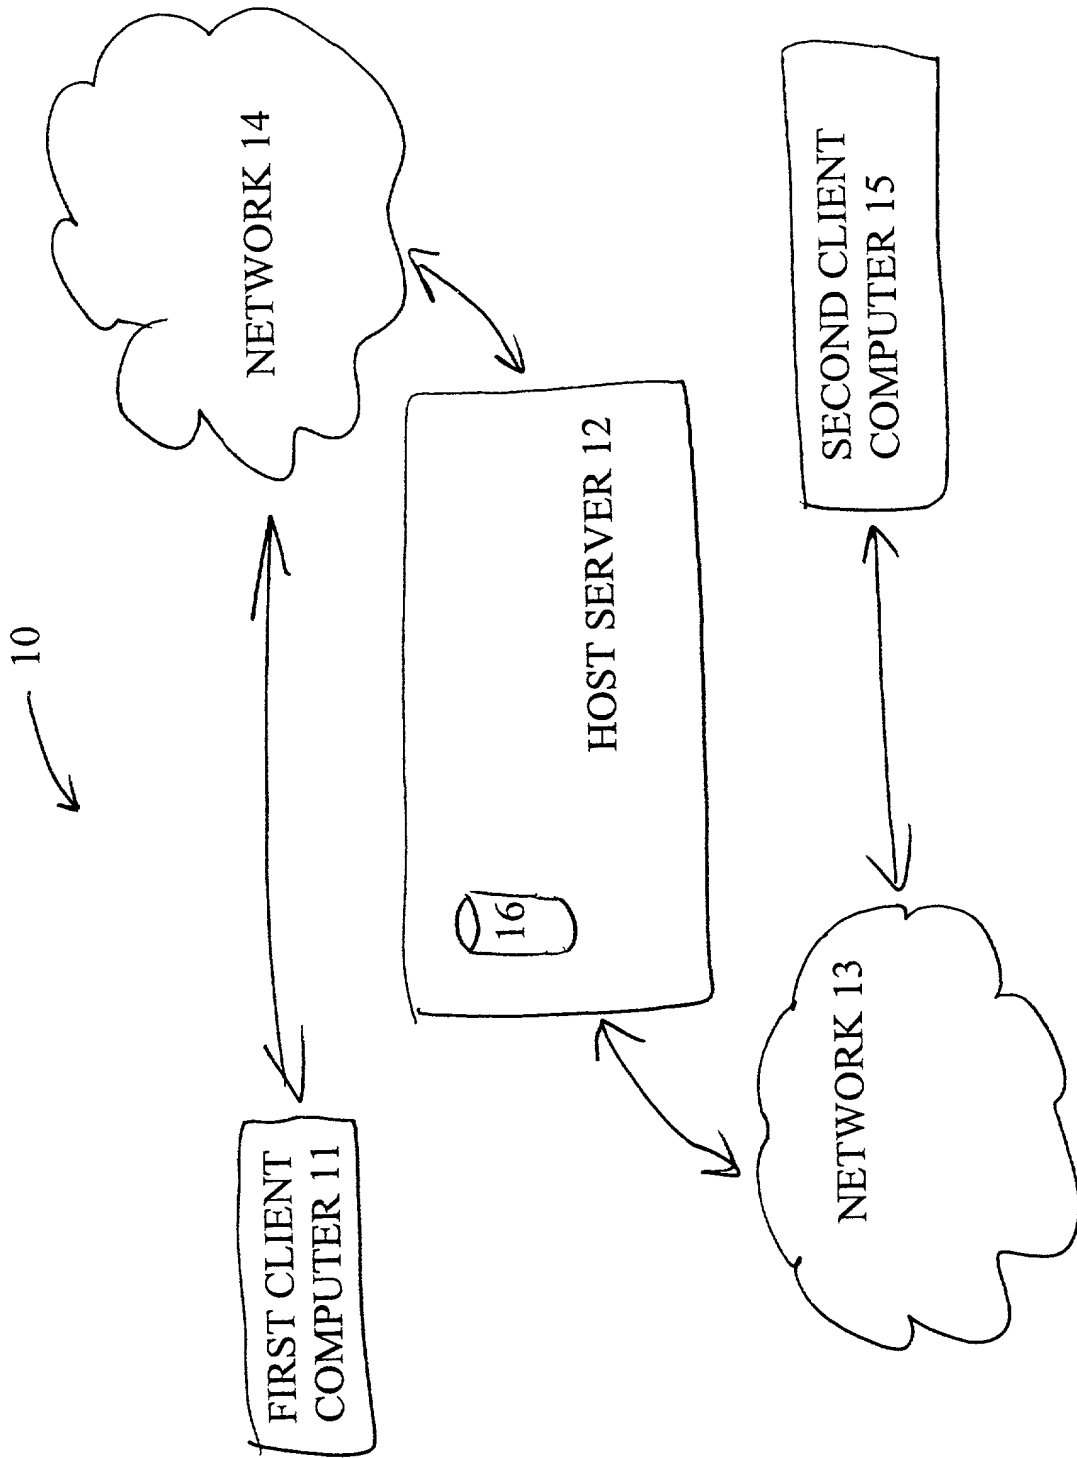 10
FIRST CLIENT
COMPUTER 11
NETWORK 14
16
HOST SERVER 12
NETWORK 13
SECOND CLIENT
COMPUTER 15